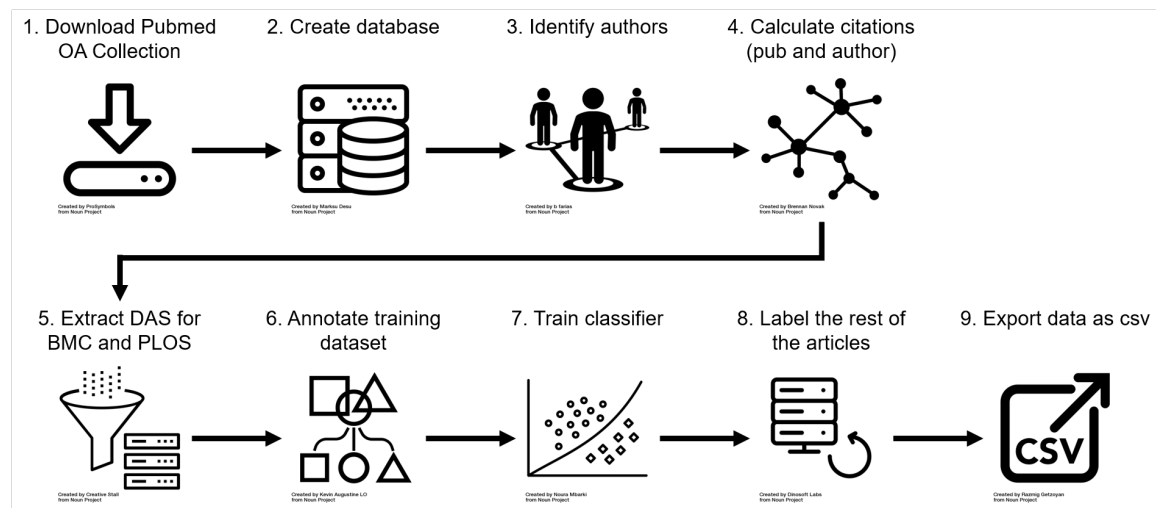 1. Download Pubmed
OA Collection
2. Create database
3. Identify authors
4. Calculate citations
(pub and author)
Created by ProSymbols
from Noun Project
Created by Marksu Desu
from Noun Project
Created by b farias
from Noun Project
Created by Brennan Novak
from Noun Project
5. Extract DAS for
BMC and PLOS
6. Annotate training
dataset
7. Train classifier
8. Label the rest of
the articles
9. Export data as csv
CSV
Created by Creative Stall
from Noun Project
Created by Kevin Augustine LO
from Noun Project
Created by Noura Mbarki
from Noun Project
Created by Dinosoft Labs
from Noun Project
Created by Razmig Getzoyan
from Noun Project